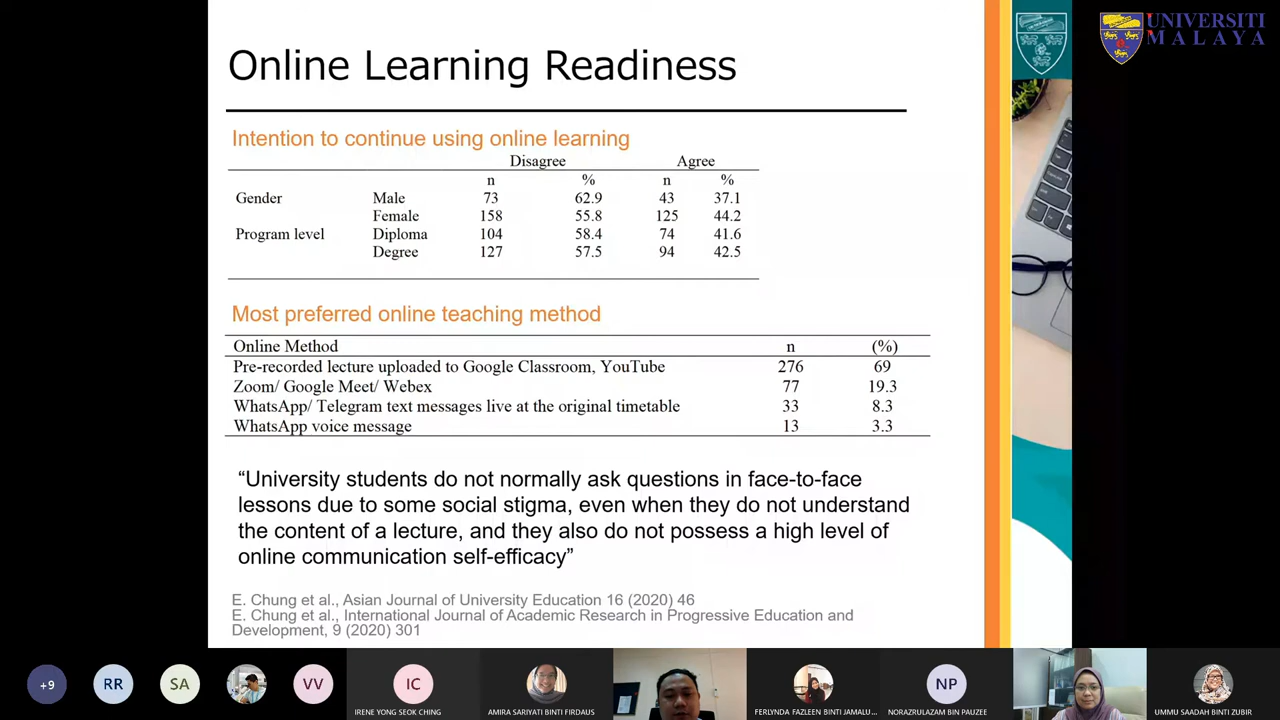 UNIVERSITI
MALAYA
Online Learning Readiness
Intention to continue using online learning
Disagree Agree
n % n %
Gender Male 73 62.9 43 37.1
Female 158 55.8 125 44.2
Program level Diploma 104 58.4 74 41.6
Degree 127 57.5 94 42.5
Most preferred online teaching method
Online Method n (%)
Pre-recorded lecture uploaded to Google Classroom, YouTube 276 69
Zoom/ Google Meet/ Webex 77 19.3
WhatsApp/ Telegram text messages live at the original timetable 33 8.3
WhatsApp voice message 13 3.3
“University students do not normally ask questions in face-to-face
lessons due to some social stigma, even when they do not understand
the content of a lecture, and they also do not possess a high level of
online communication self-efficacy”
E. Chung et al., Asian Journal of University Education 16 (2020) 46
E. Chung et al., International Journal of Academic Research in Progressive Education and
Development, 9 (2020) 301
+9 RR SA VV IC NP
IRENE YONG SEOK CHING AMIRA SARIYATI BINTI FIRDAUS FERLYNDA FAZLEEN BINTI JAMALU... NORAZRULAZAM BIN PAUZEE UMMU SAADAH BINTI ZUBIR